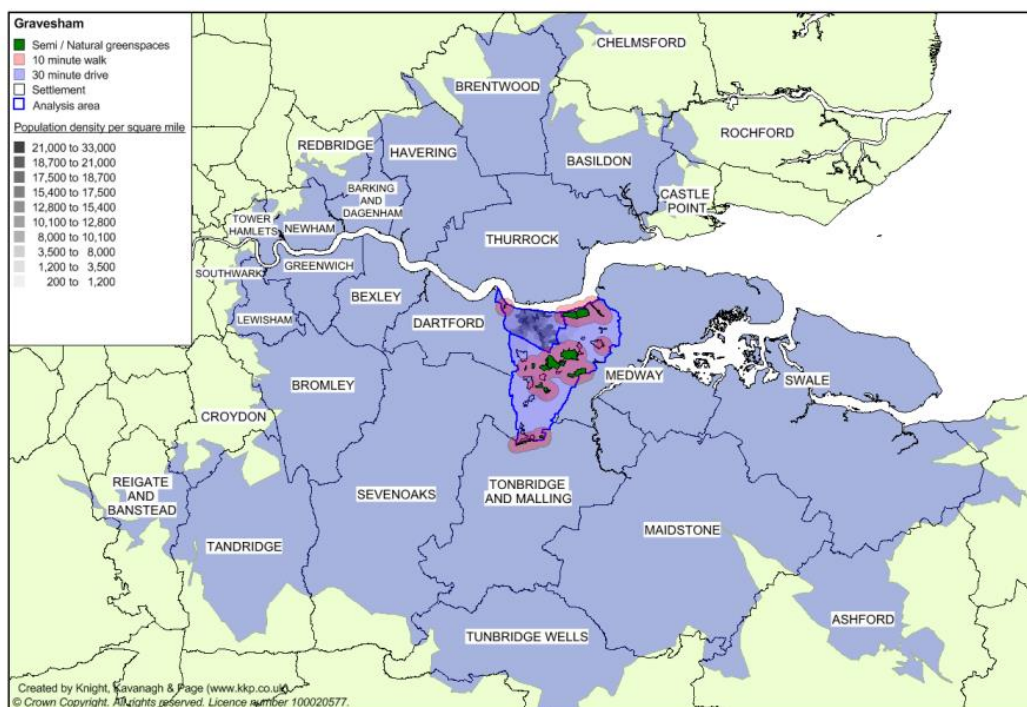 Gravesham
Semi / Natural greenspaces
10 minute walk
30 minute drive
Settlement
Analysis area
Population density per square mile
21,000 to 33,000
18,700 to 21,000
17,500 to 18,700
15,400 to 17,500
12,800 to 15,400
10,100 to 12,800
8,000 to 10,100
3,500 to 8,000
1,200 to 3,500
200 to 1,200
CHELMSFORD
BRENTWOOD
ROCHFORD
REDBRIDGE
HAVERING
BASILDON
BARKING
AND
DAGENHAM
CASTLE
POINT
TOWER
HAMLETS
NEWHAM
THURROCK
SOUTHWARK
GREENWICH
BEXLEY
LEWISHAM
DARTFORD
BROMLEY
MEDWAY
SWALE
CROYDON
REIGATE
AND
BANSTEAD
SEVENOAKS
TONBRIDGE
AND MALLING
MAIDSTONE
TANDRIDGE
ASHFORD
TUNBRIDGE WELLS
Created by Knight, Kavanagh & Page (www.kkp.co.uk)
© Crown Copyright. All rights reserved. Licence number 100020577.